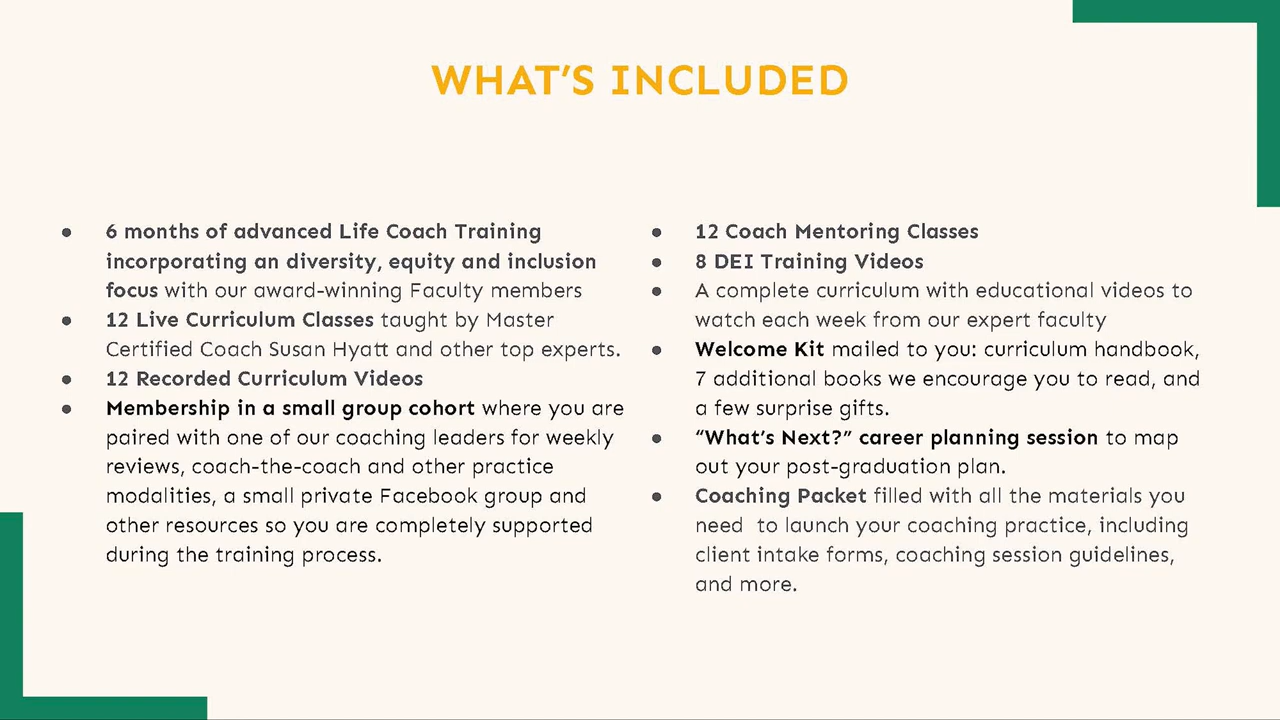 WHAT'S INCLUDED
● 6 months of advanced Life Coach Training
incorporating an diversity, equity and inclusion
focus with our award-winning Faculty members
● 12 Live Curriculum Classes taught by Master
Certified Coach Susan Hyatt and other top experts.
● 12 Recorded Curriculum Videos
● Membership in a small group cohort where you are
paired with one of our coaching leaders for weekly
reviews, coach-the-coach and other practice
modalities, a small private Facebook group and
other resources so you are completely supported
during the training process.
● 12 Coach Mentoring Classes
● 8 DEI Training Videos
● A complete curriculum with educational videos to
watch each week from our expert faculty
● Welcome Kit mailed to you: curriculum handbook,
7 additional books we encourage you to read, and
a few surprise gifts.
● “What's Next?” career planning session to map
out your post-graduation plan.
● Coaching Packet filled with all the materials you
need  to launch your coaching practice, including
client intake forms, coaching session guidelines,
and more.